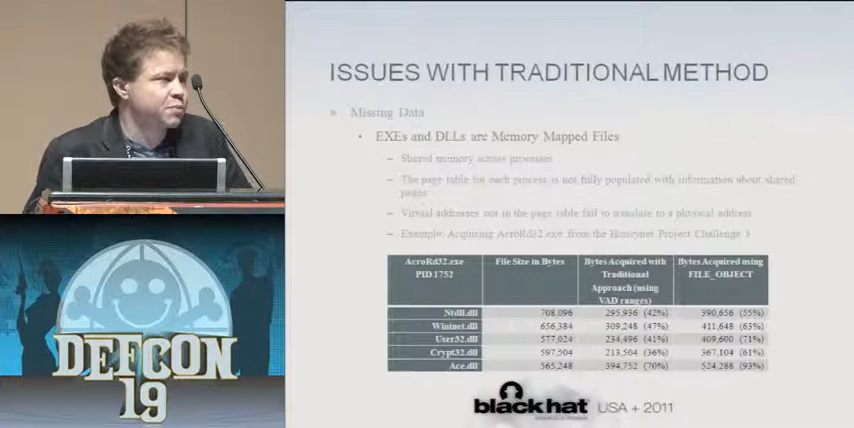 ISSUES WITH TRADITIONAL METHOD
» Missing Data
• EXEs and DLLs are Memory Mapped Files
– Shared memory across processes
– The page table for each process is not fully populated with information about shared
pages
– Virtual addresses not in the page table fail to translate to a physical address
– Example: Acquiring AcroRd32.exe from the Honeynet Project Challenge 3
AcroRd32.exe File Size in Bytes Bytes Acquired with Bytes Acquired using
PID 1752 Traditional FILE_OBJECT
Approach (using
VAD ranges)
Ntdll.dll 708,096 295,936 (42%) 390,656 (55%)
Wininet.dll 656,384 309,248 (47%) 411,648 (63%)
User32.dll 577,024 234,496 (41%) 409,600 (71%)
Crypt32.dll 597,504 213,504 (36%) 367,104 (61%)
Ace.dll 565,248 394,752 (70%) 524,288 (93%)
DEFCON
19
black hat USA + 2011